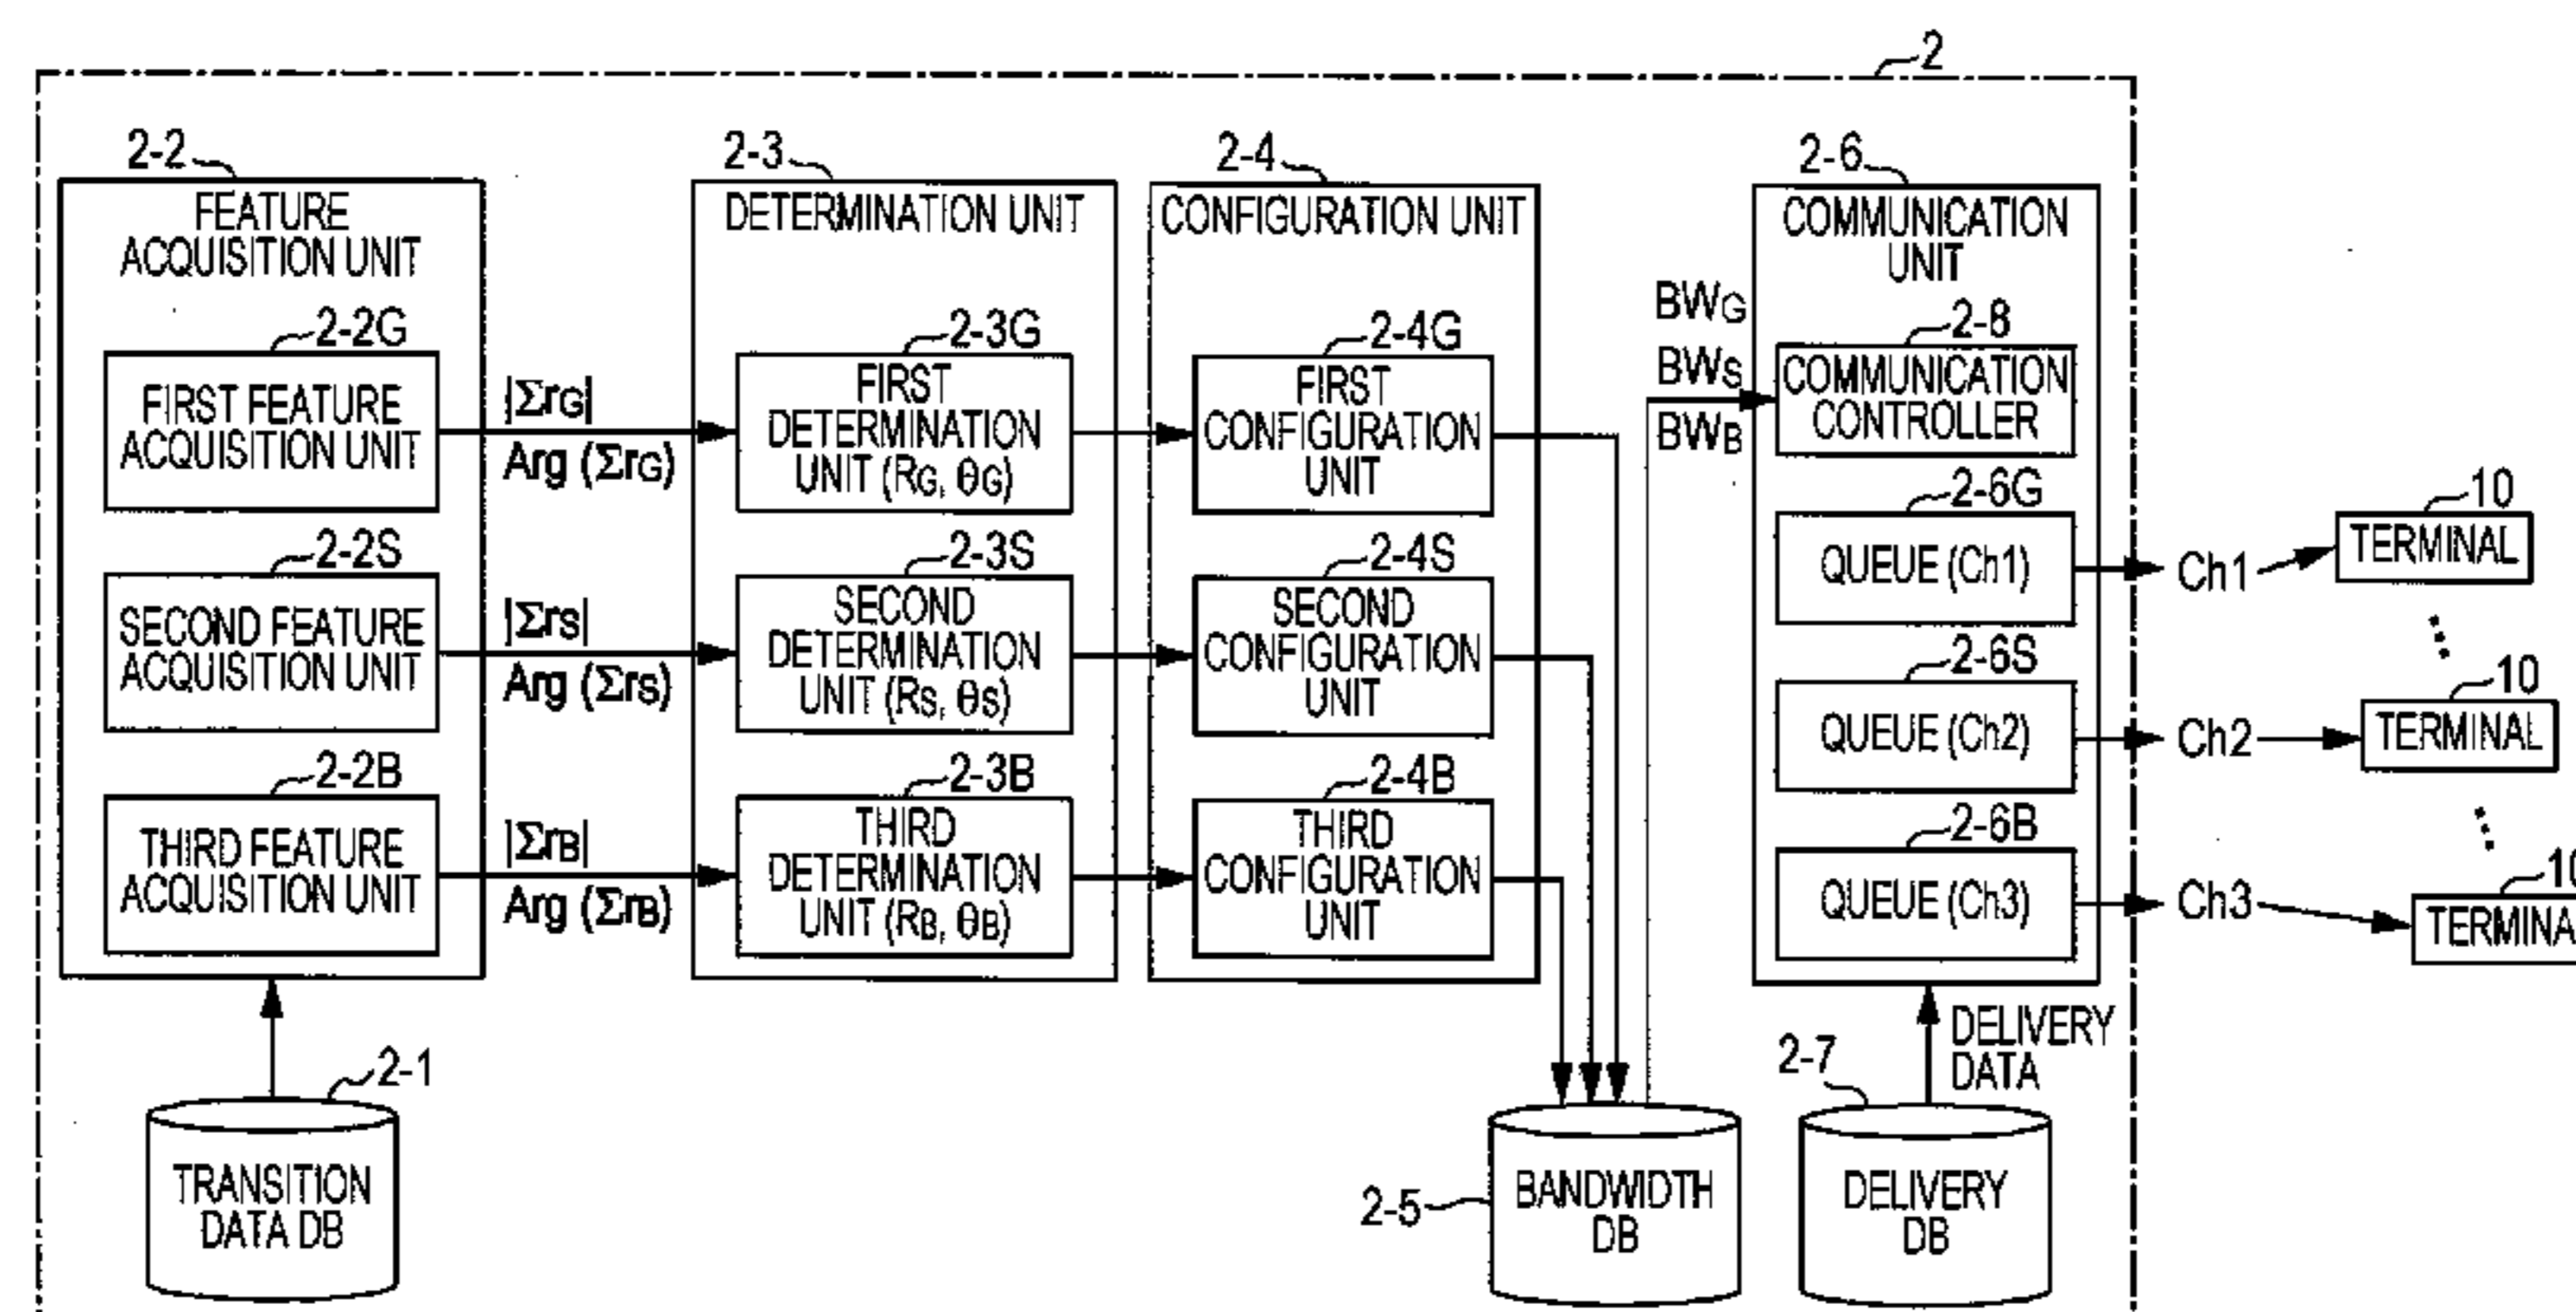 2
2-2
FEATURE
ACQUISITION UNIT
2-2G
FIRST FEATURE
ACQUISITION UNIT
2-2S
SECOND FEATURE
ACQUISITION UNIT
2-2B
THIRD FEATURE
ACQUISITION UNIT
|ΣrG|
Arg (ΣrG)
|ΣrS|
Arg (ΣrS)
|ΣrB|
Arg (ΣrB)
2-3
DETERMINATION UNIT
2-3G
FIRST
DETERMINATION
UNIT (RG, θG)
2-3S
SECOND
DETERMINATION
UNIT (RS, θS)
2-3B
THIRD
DETERMINATION
UNIT (RB, θB)
2-4
CONFIGURATION UNIT
2-4G
FIRST
CONFIGURATION
UNIT
2-4S
SECOND
CONFIGURATION
UNIT
2-4B
THIRD
CONFIGURATION
UNIT
BWG
BWS
BWB
2-6
COMMUNICATION
UNIT
2-8
COMMUNICATION
CONTROLLER
2-6G
QUEUE (Ch1)
2-6S
QUEUE (Ch2)
2-6B
QUEUE (Ch3)
Ch1
Ch2
Ch3
10
TERMINAL
10
TERMINAL
10
TERMINA
2-1
TRANSITION
DATA DB
2-5
BANDWIDTH
DB
2-7
DELIVERY
DB
DELIVERY
DATA